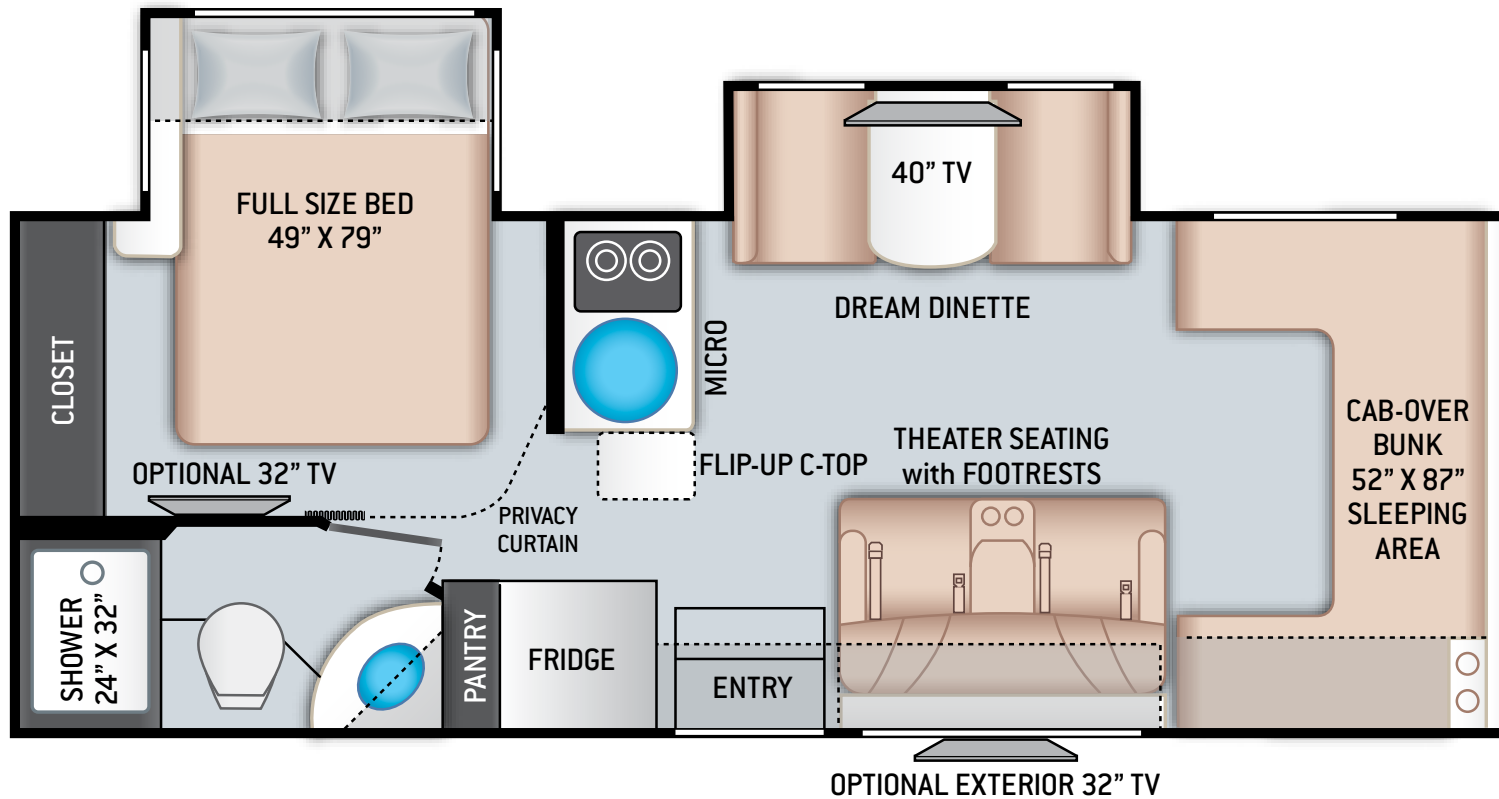 FULL SIZE BED
49” X 79”
40” TV
DREAM DINETTE
CLOSET
MICRO
OPTIONAL 32” TV
FLIP-UP C-TOP
THEATER SEATING
with FOOTRESTS
CAB-OVER
BUNK
52” X 87”
SLEEPING
AREA
PRIVACY
CURTAIN
SHOWER
24” X 32”
PANTRY
FRIDGE
ENTRY
OPTIONAL EXTERIOR 32” TV